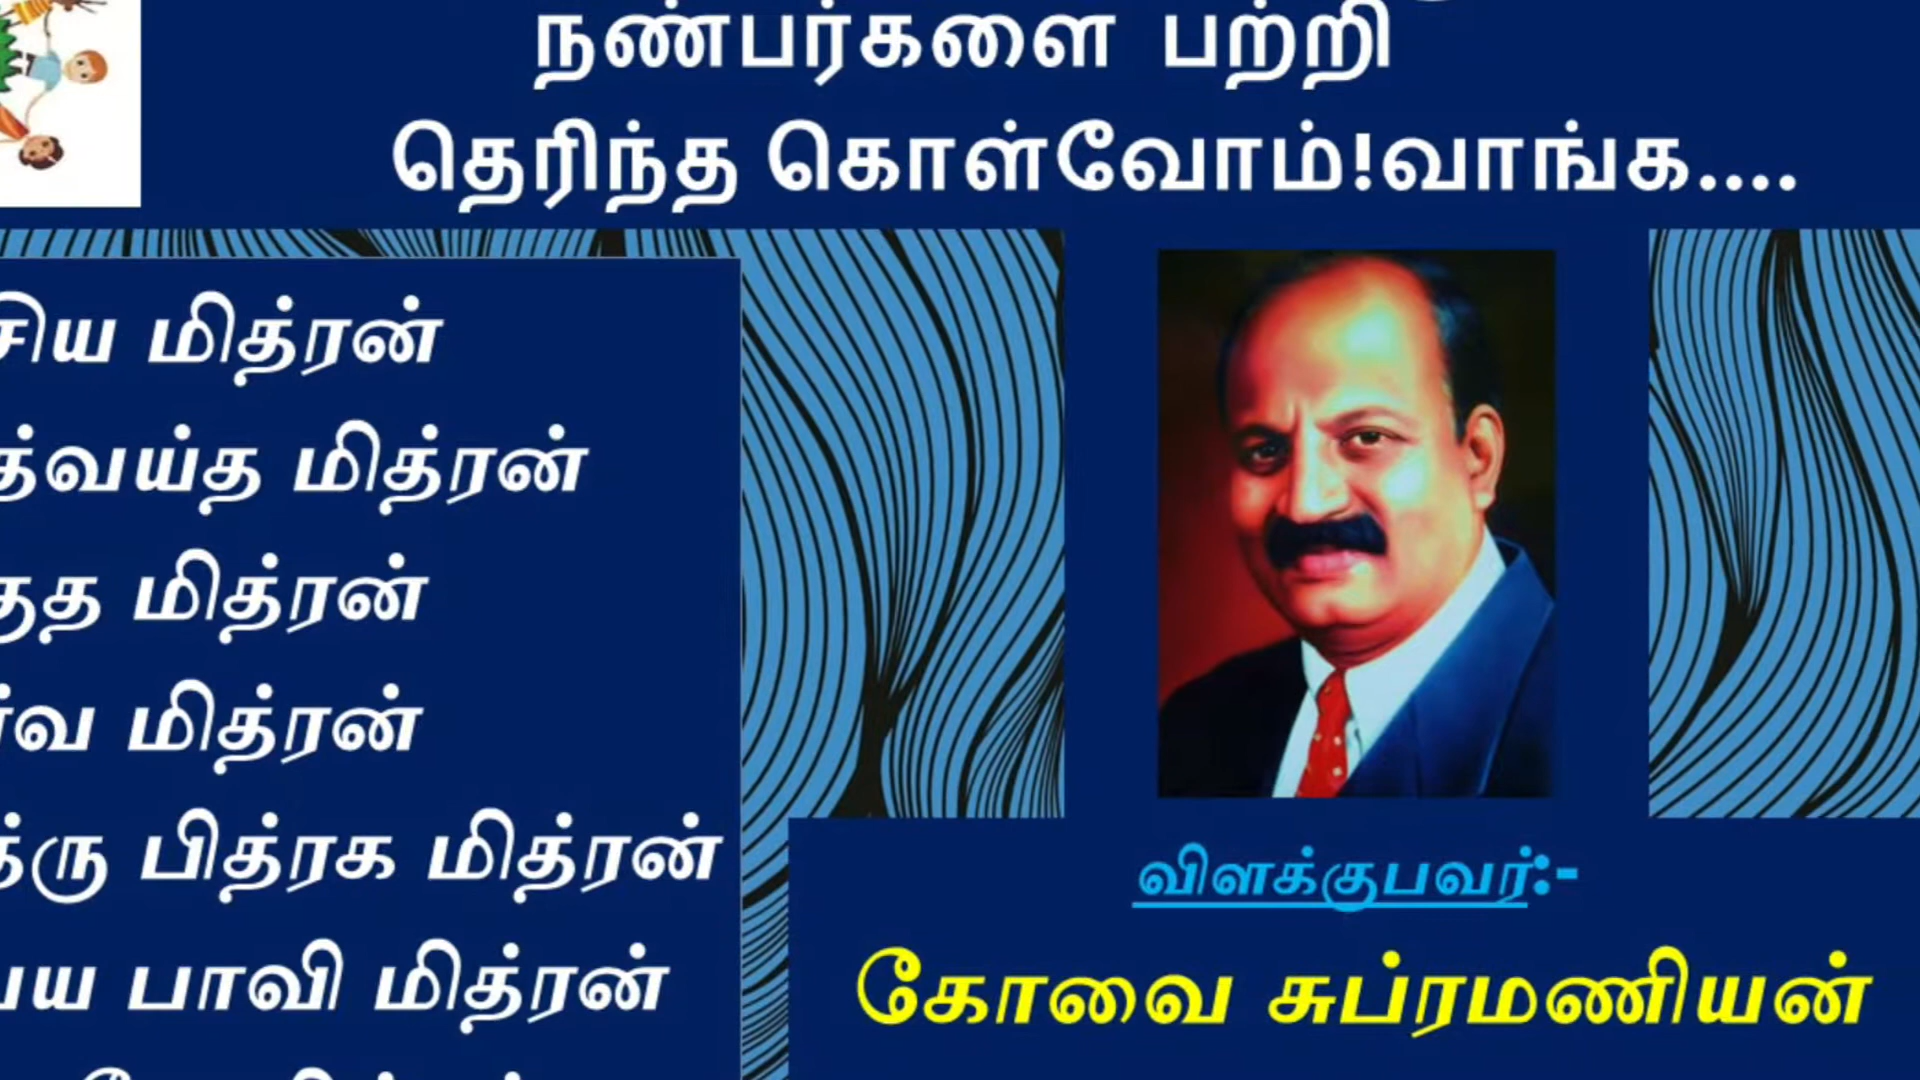 நண்பர்களை பற்றி
தெரிந்த கொள்வோம்!வாங்க....
மித்ரன்
மித்ரன்
மித்ரன்
மித்ரன்
பித்ரக மித்ரன்
பாவி மித்ரன்
விளக்குபவர்:-
கோவை சுப்ரமணியன்